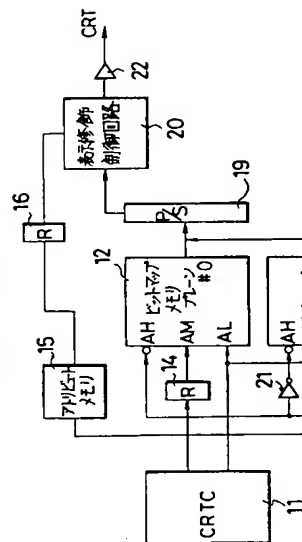 CRT
22
表示修飾
制御回路
20
16
R
15
アトリビュート
メモリ
P/S
19
12
ビットマップ
メモリ
プレーン
#0
AH
AM
AL
14
R
AH
21
CRTC
11